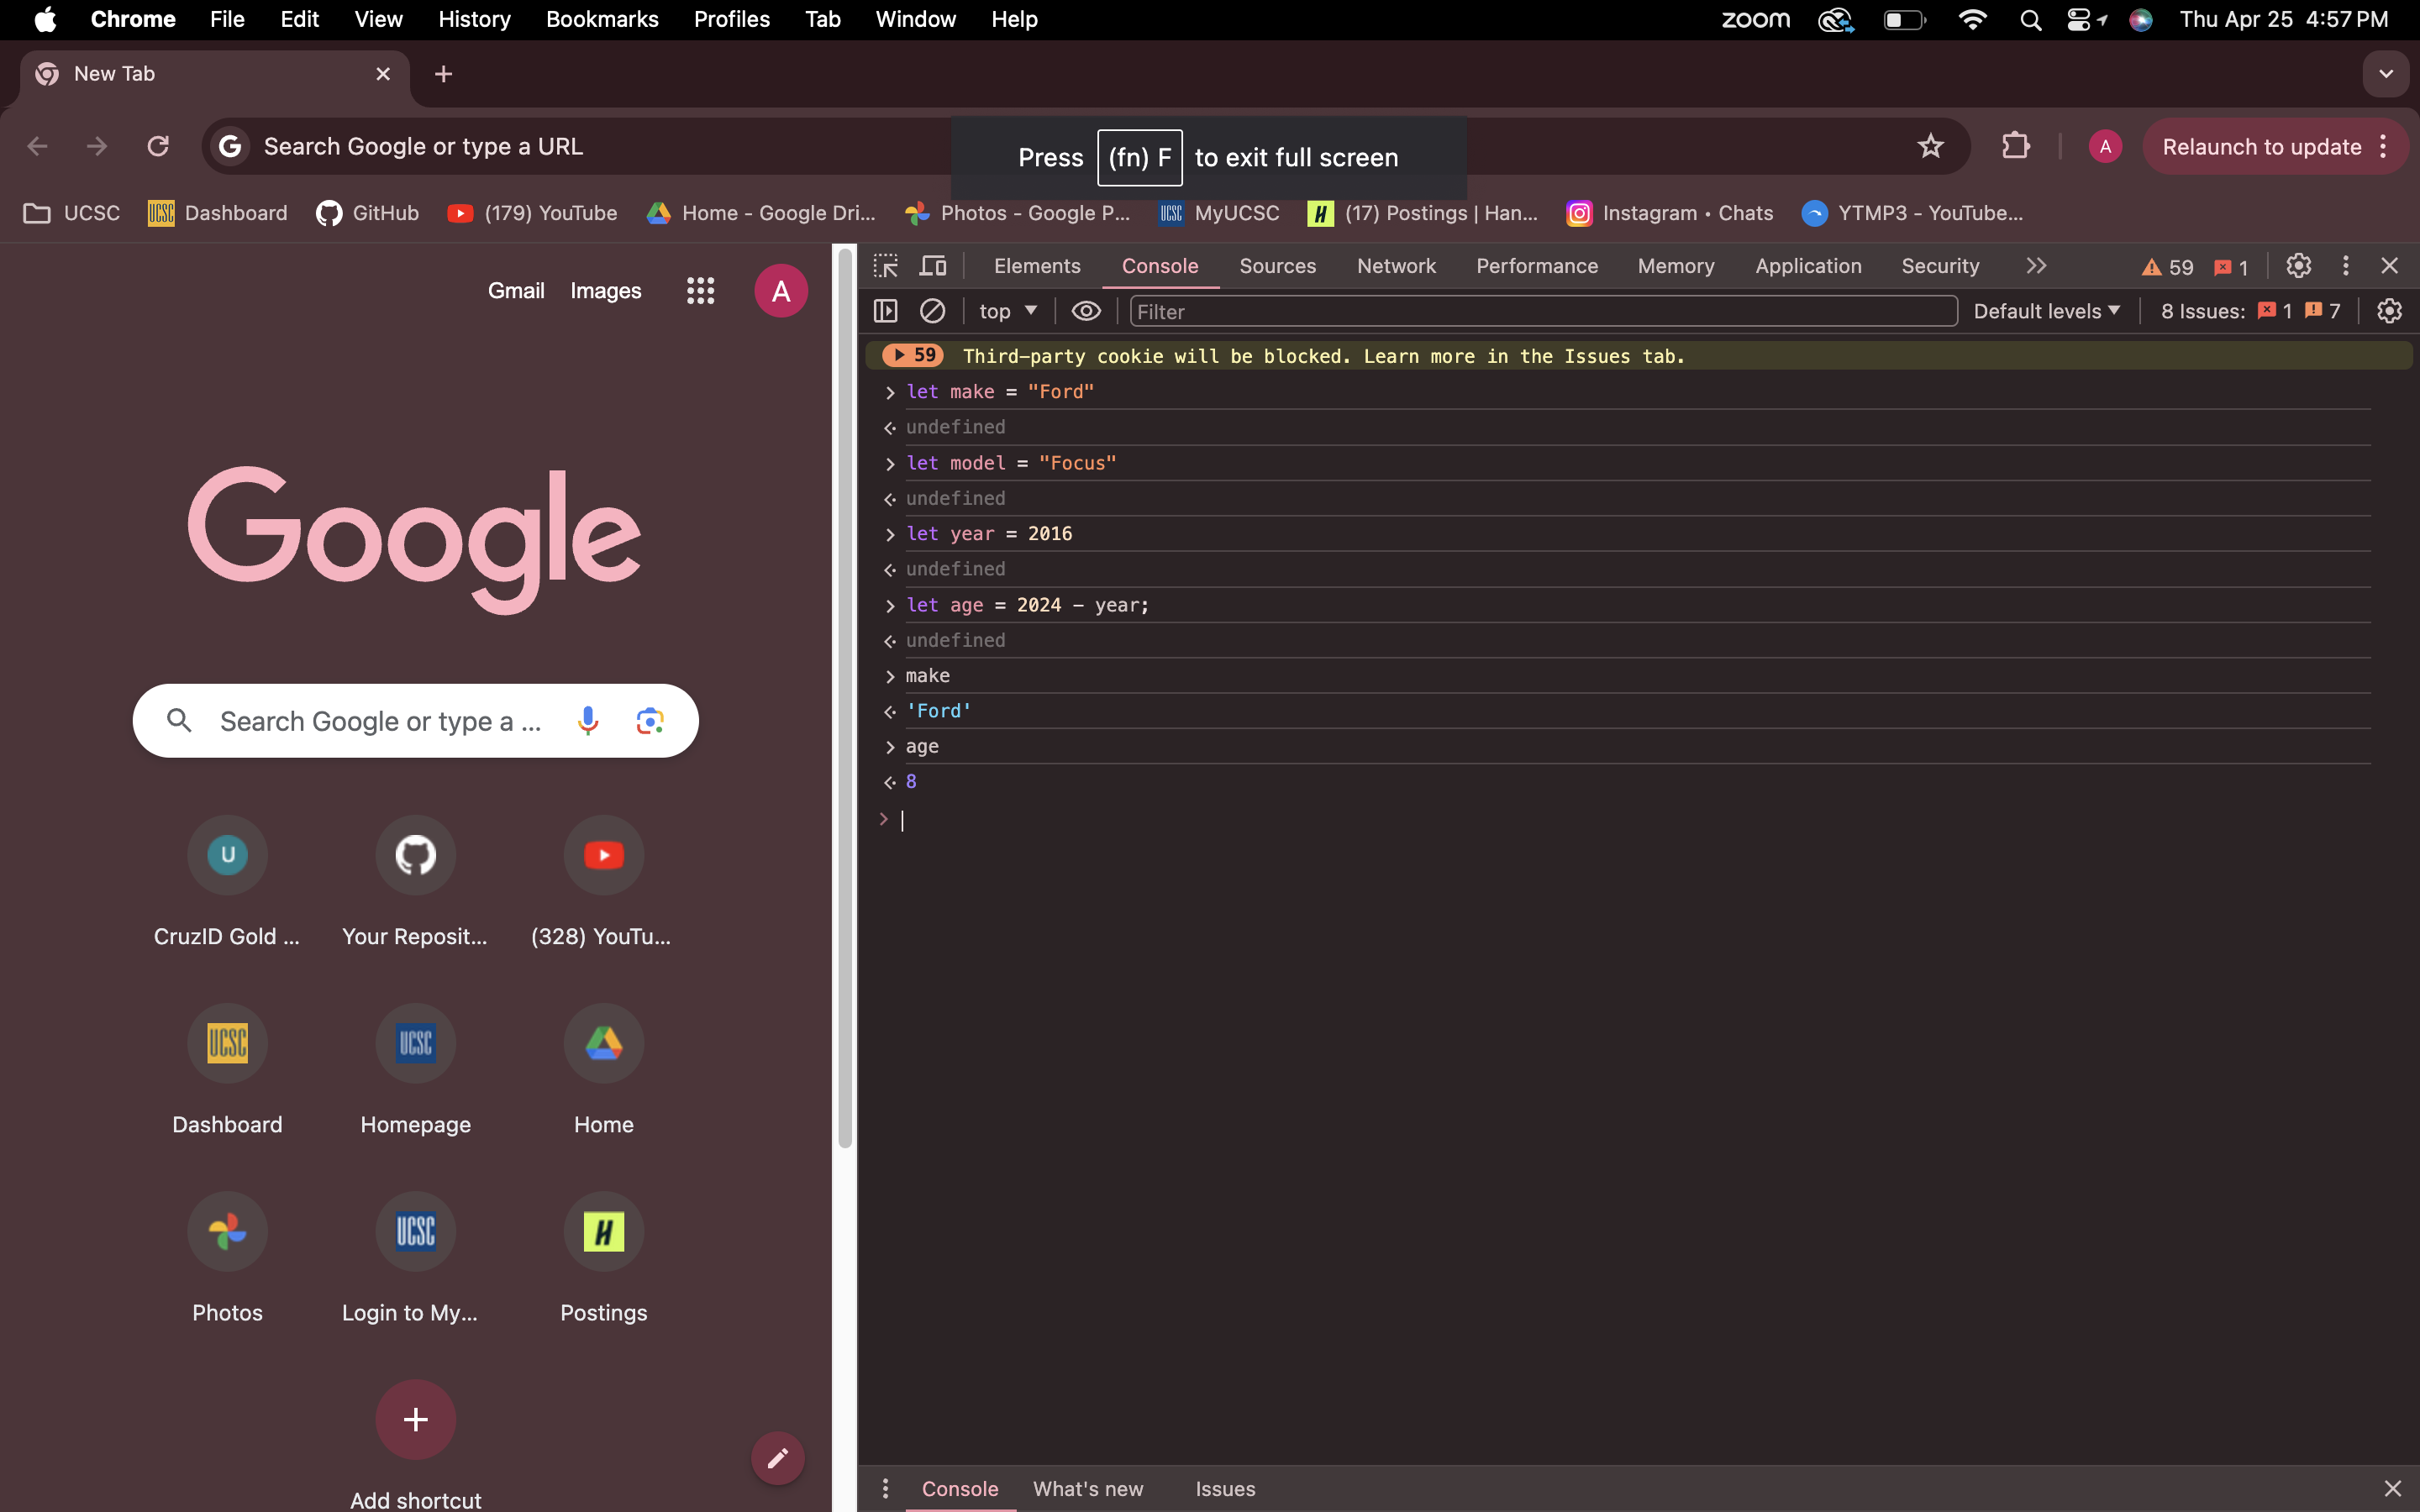 Chrome File Edit View History Bookmarks Profiles Tab Window Help zoom Thu Apr 25 4:57 PM
New Tab
Search Google or type a URL
Press (fn) F to exit full screen
A Relaunch to update
UCSC UCSC Dashboard GitHub (179) YouTube Home - Google Dri... Photos - Google P... UCSC MyUCSC H (17) Postings | Han... Instagram • Chats YTMP3 - YouTube...
Gmail Images A
Google
Search Google or type a ...
U
CruzID Gold ... Your Reposit... (328) YouTu...
UCSC UCSC
Dashboard Homepage Home
UCSC H
Photos Login to My... Postings
Add shortcut
Elements Console Sources Network Performance Memory Application Security 59 1
top Filter Default levels 8 Issues: 1 7
59 Third-party cookie will be blocked. Learn more in the Issues tab.
> let make = "Ford"
undefined
> let model = "Focus"
undefined
> let year = 2016
undefined
> let age = 2024 - year;
undefined
> make
'Ford'
> age
8
>
Console What's new Issues